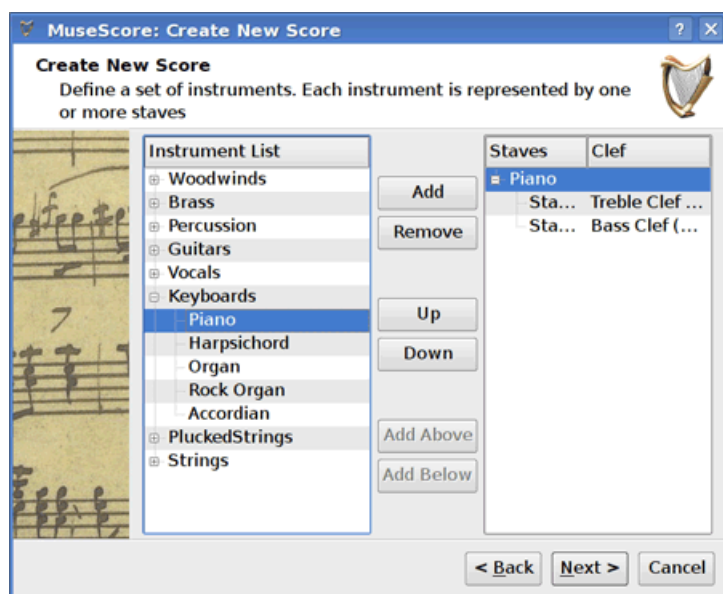 MuseScore: Create New Score
Create New Score
Define a set of instruments. Each instrument is represented by one
or more staves
Instrument List
Woodwinds
Brass
Percussion
Guitars
Vocals
Keyboards
Piano
Harpsichord
Organ
Rock Organ
Accordian
PluckedStrings
Strings
Add
Remove
Up
Down
Add Above
Add Below
Staves Clef
Piano
Sta... Treble Clef ...
Sta... Bass Clef (...
< Back Next > Cancel